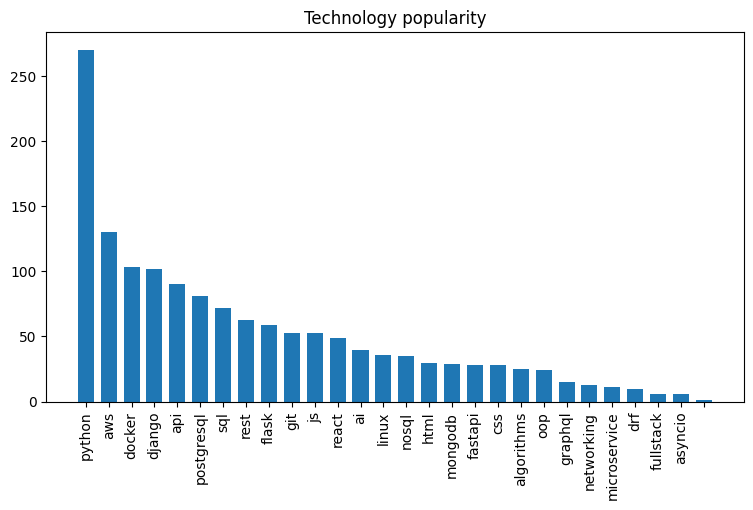 Technology popularity
250
200
150
100
50
0
python
aws
docker
django
api
postgresql
sql
rest
flask
git
js
react
ai
linux
nosql
html
mongodb
fastapi
css
algorithms
oop
graphql
networking
microservice
drf
fullstack
asyncio